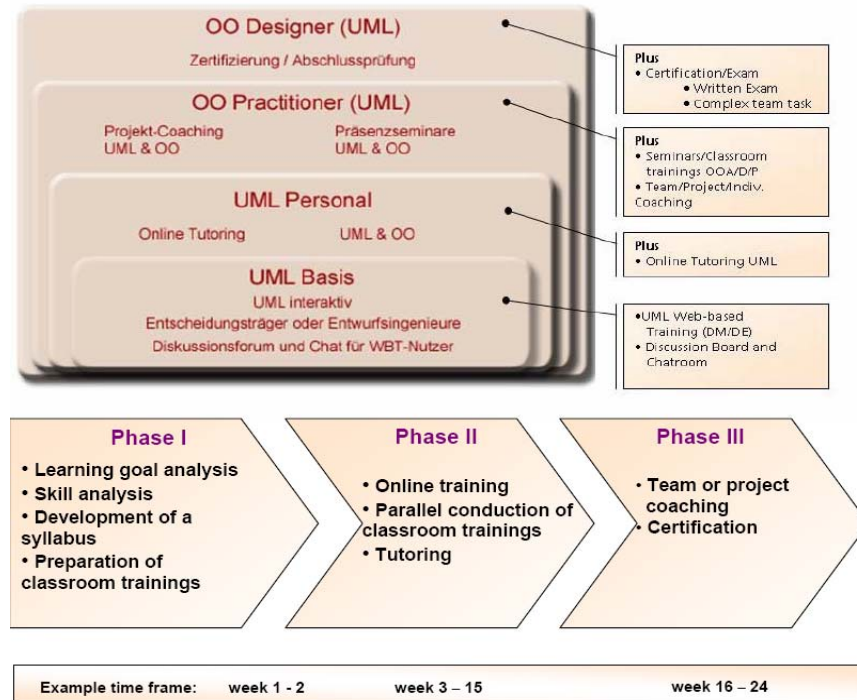 OO Designer (UML)
Zertifizierung / Abschlussprüfung
OO Practitioner (UML)
Projekt-Coaching
UML & OO
Präsenzseminare
UML & OO
UML Personal
Online Tutoring
UML & OO
UML Basis
UML interaktiv
Entscheidungsträger oder Entwurfsingenieure
Diskussionsforum und Chat für WBT-Nutzer
Plus
• Certification/Exam
• Written Exam
• Complex team task
Plus
• Seminars/Classroom
trainings OOA/D/P
• Team/Project/Indiv.
Coaching
Plus
• Online Tutoring UML
•UML Web-based
Training (DM/DE)
• Discussion Board and
Chatroom
Phase I
• Learning goal analysis
• Skill analysis
• Development of a
syllabus
• Preparation of
classroom trainings
Phase II
• Online training
• Parallel conduction of
classroom trainings
• Tutoring
Phase III
• Team or project
coaching
• Certification
Example time frame: week 1 - 2 week 3 – 15 week 16 – 24